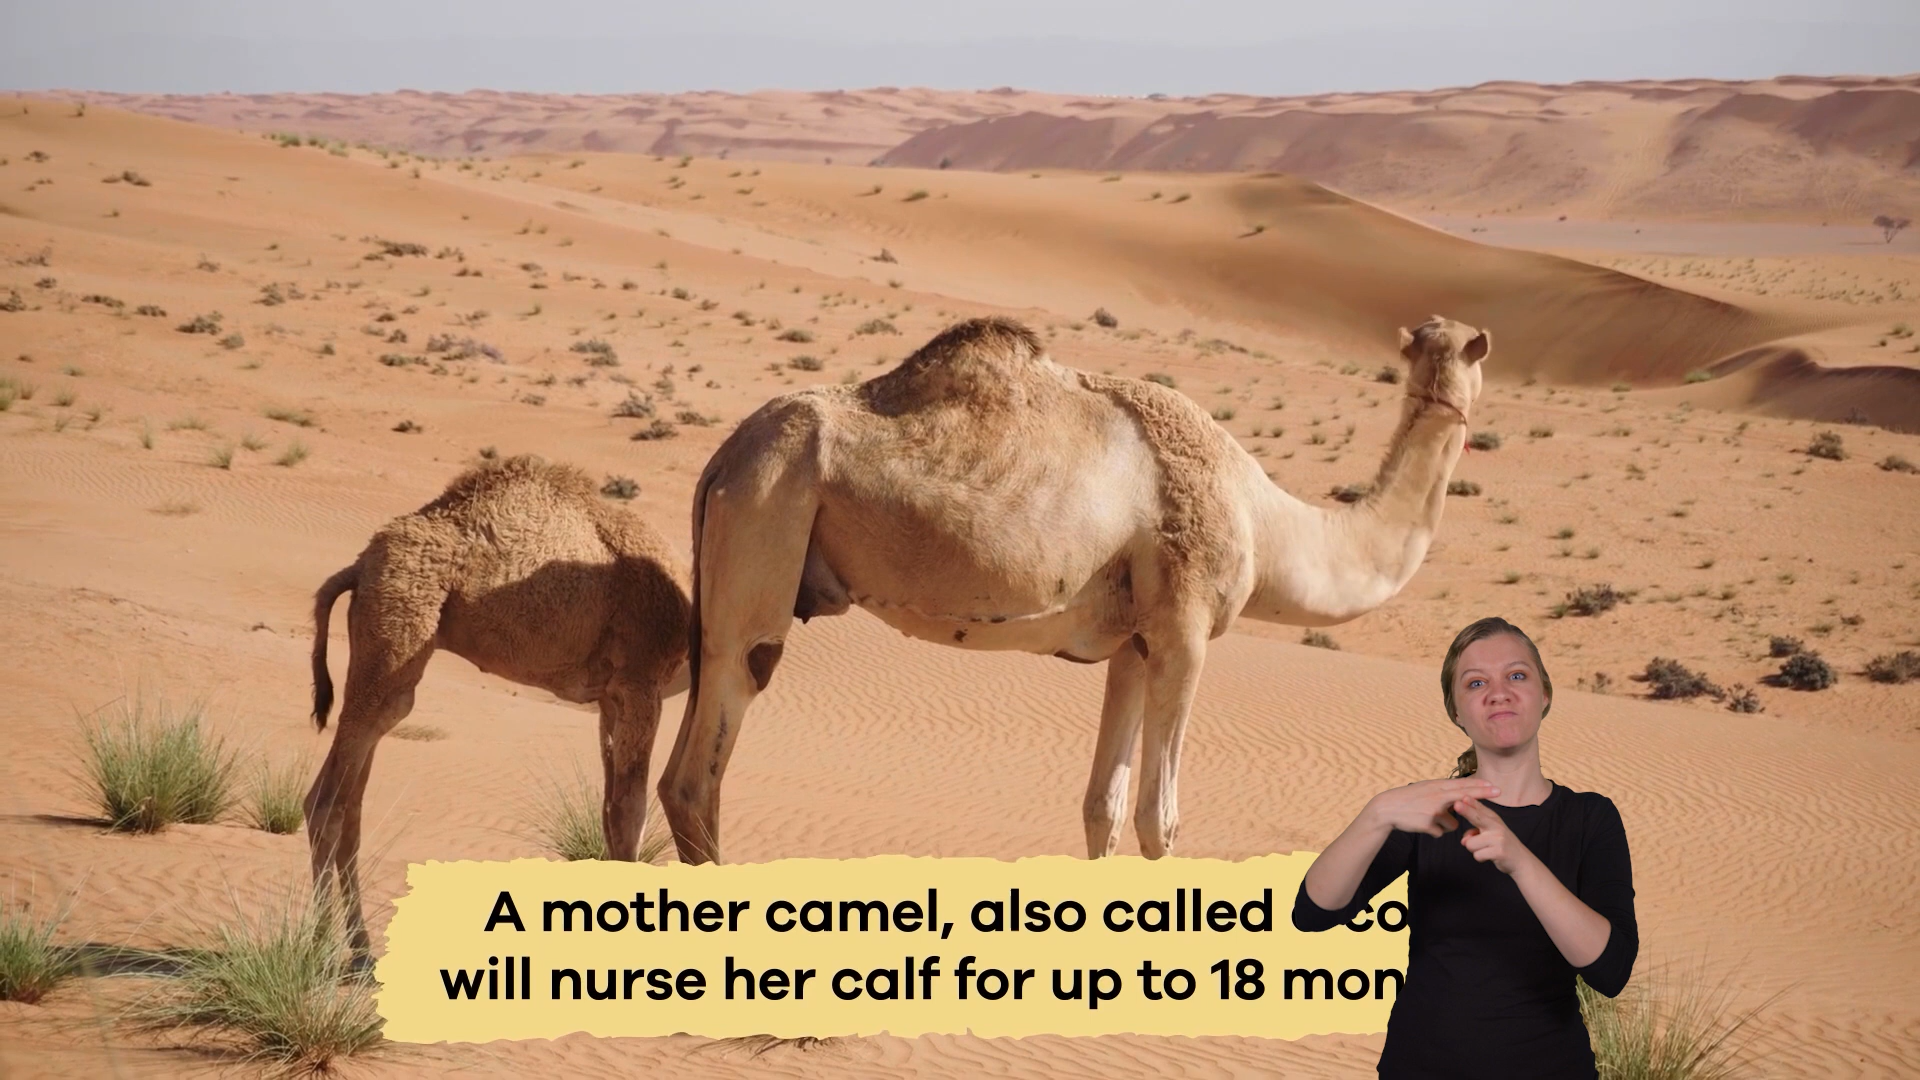 A mother camel, also called
will nurse her calf for up to 18